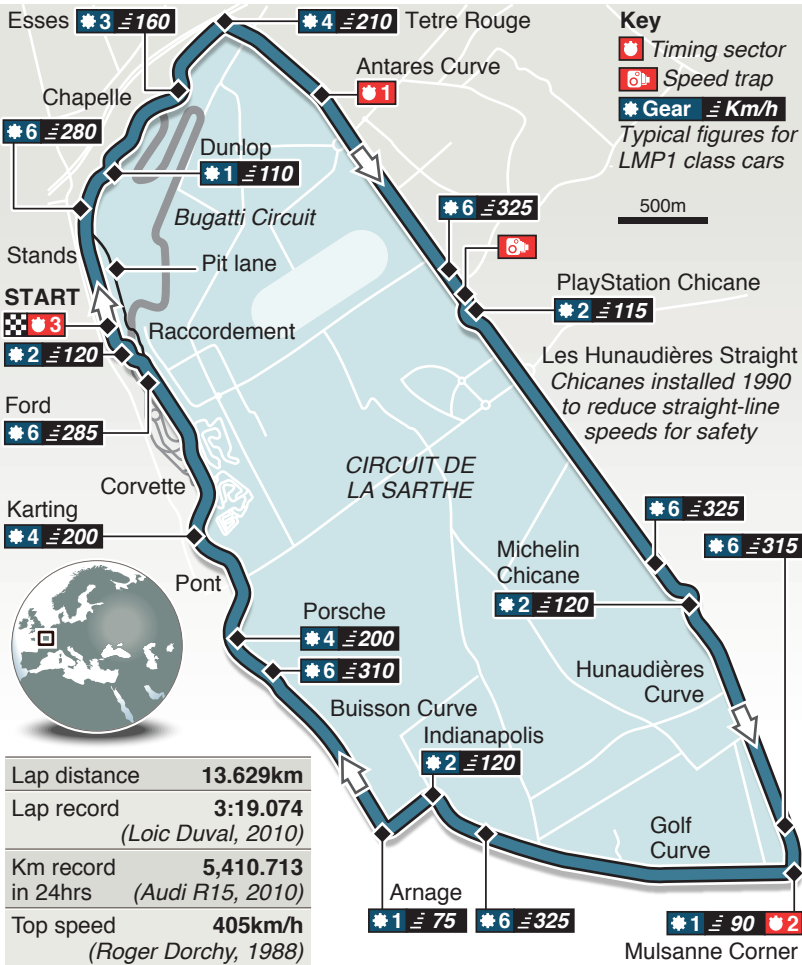 Esses 3 160
4 210 Tetre Rouge
Key
Timing sector
Speed trap
Gear Km/h
Typical figures for
LMP1 class cars
500m
Antares Curve
1
Chapelle
6 280
Dunlop
1 110
Bugatti Circuit
6 325
Stands
Pit lane
PlayStation Chicane
2 115
START
3
Raccordement
2 120
Les Hunaudières Straight
Chicanes installed 1990
to reduce straight-line
speeds for safety
Ford
6 285
CIRCUIT DE
LA SARTHE
Corvette
Karting
4 200
6 325
6 315
Michelin
Chicane
2 120
Pont
Porsche
4 200
6 310
Hunaudières
Curve
Buisson Curve
Indianapolis
2 120
Golf
Curve
Arnage
1 75
6 325
1 90 2
Mulsanne Corner
Lap distance 13.629km
Lap record 3:19.074
(Loic Duval, 2010)
Km record 5,410.713
in 24hrs (Audi R15, 2010)
Top speed 405km/h
(Roger Dorchy, 1988)